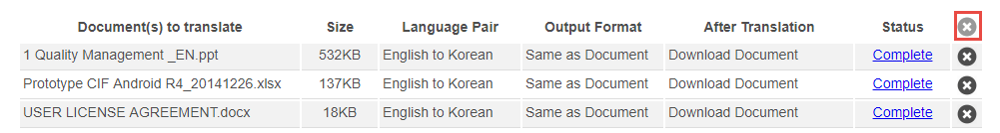 Document(s) to translate Size Language Pair Output Format After Translation Status
1 Quality Management _EN.ppt 532KB English to Korean Same as Document Download Document Complete
Prototype CIF Android R4_20141226.xlsx 137KB English to Korean Same as Document Download Document Complete
USER LICENSE AGREEMENT.docx 18KB English to Korean Same as Document Download Document Complete